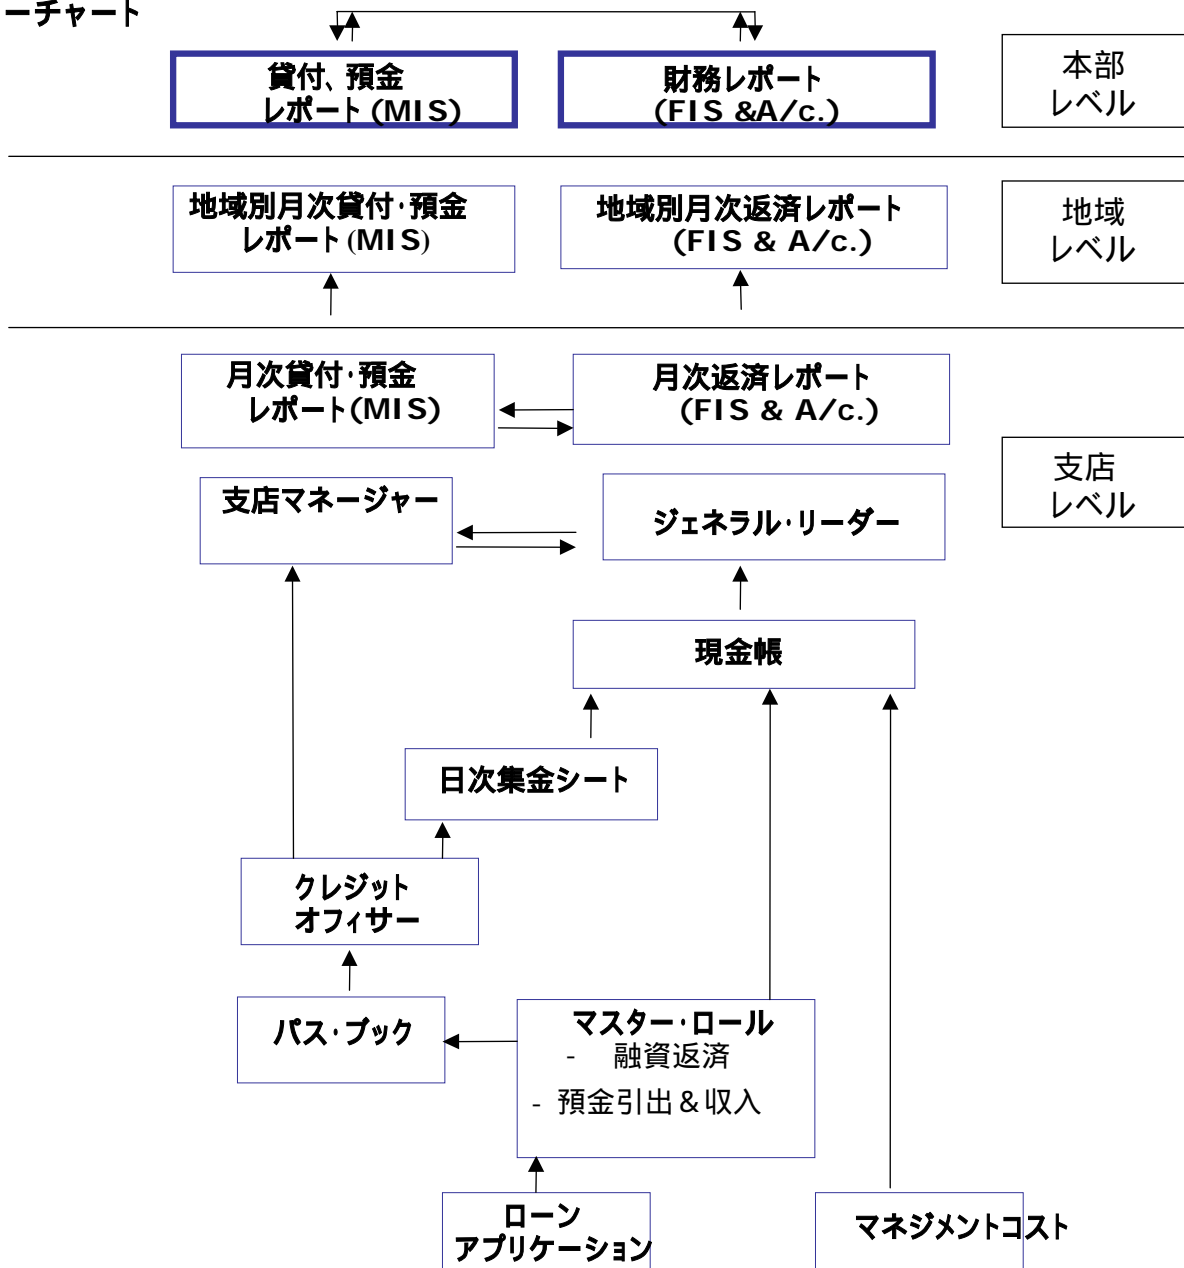 ーチャート
貸付、預金
レポート (MIS)
財務レポート
(FIS &A/c.)
本部
レベル
地域別月次貸付・預金
レポート (MIS)
地域別月次返済レポート
(FIS & A/c.)
地域
レベル
月次貸付・預金
レポート(MIS)
月次返済レポート
(FIS & A/c.)
支店
レベル
支店マネージャー
ジェネラル・リーダー
現金帳
日次集金シート
クレジット
オフィサー
パス・ブック
マスター・ロール
- 融資返済
- 預金引出＆収入
ローン
アプリケーション
マネジメントコスト